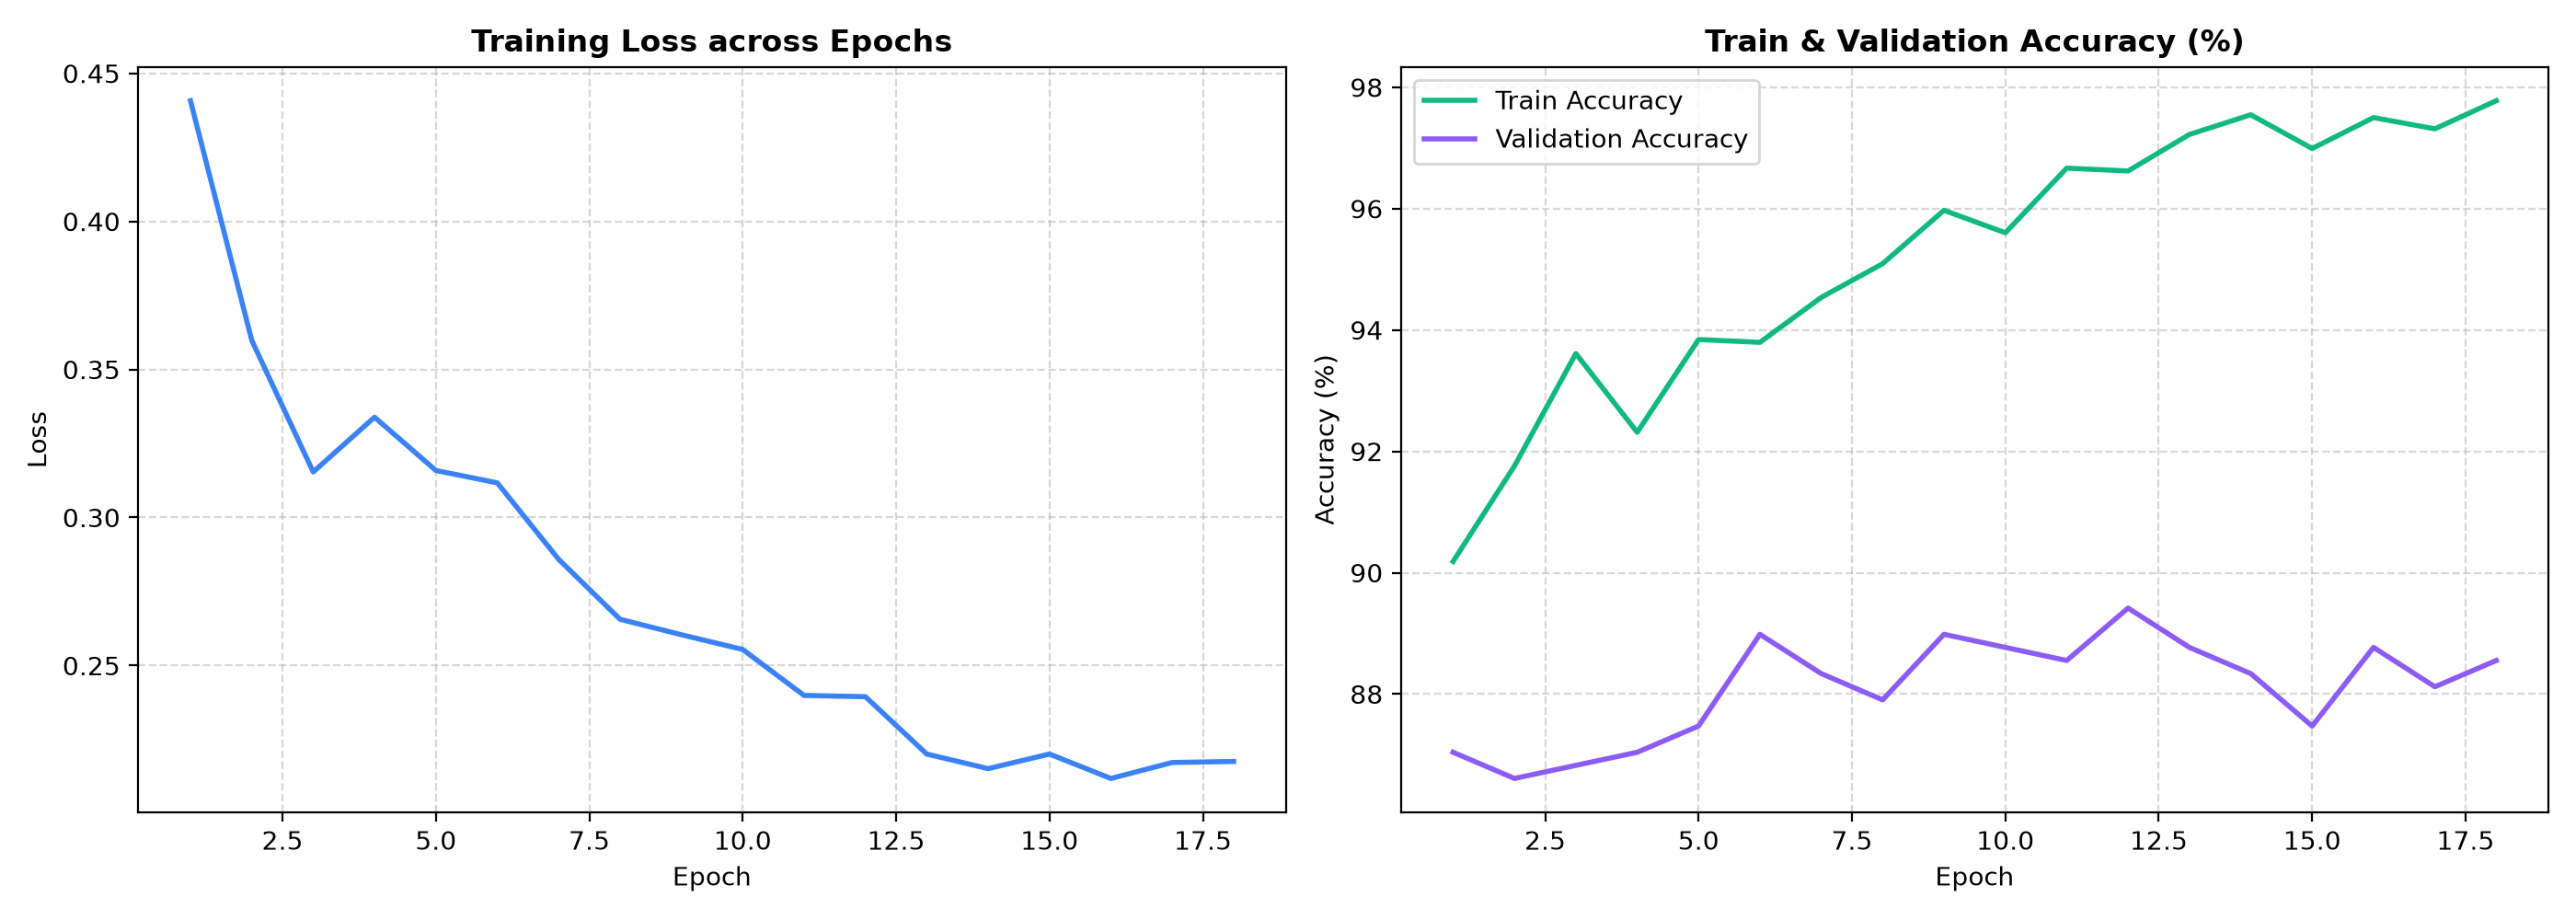 Training Loss across Epochs
0.45
0.40
0.35
0.30
0.25
Loss
2.5 5.0 7.5 10.0 12.5 15.0 17.5
Epoch
Train & Validation Accuracy (%)
Train Accuracy
Validation Accuracy
98
96
94
92
90
88
Accuracy (%)
2.5 5.0 7.5 10.0 12.5 15.0 17.5
Epoch